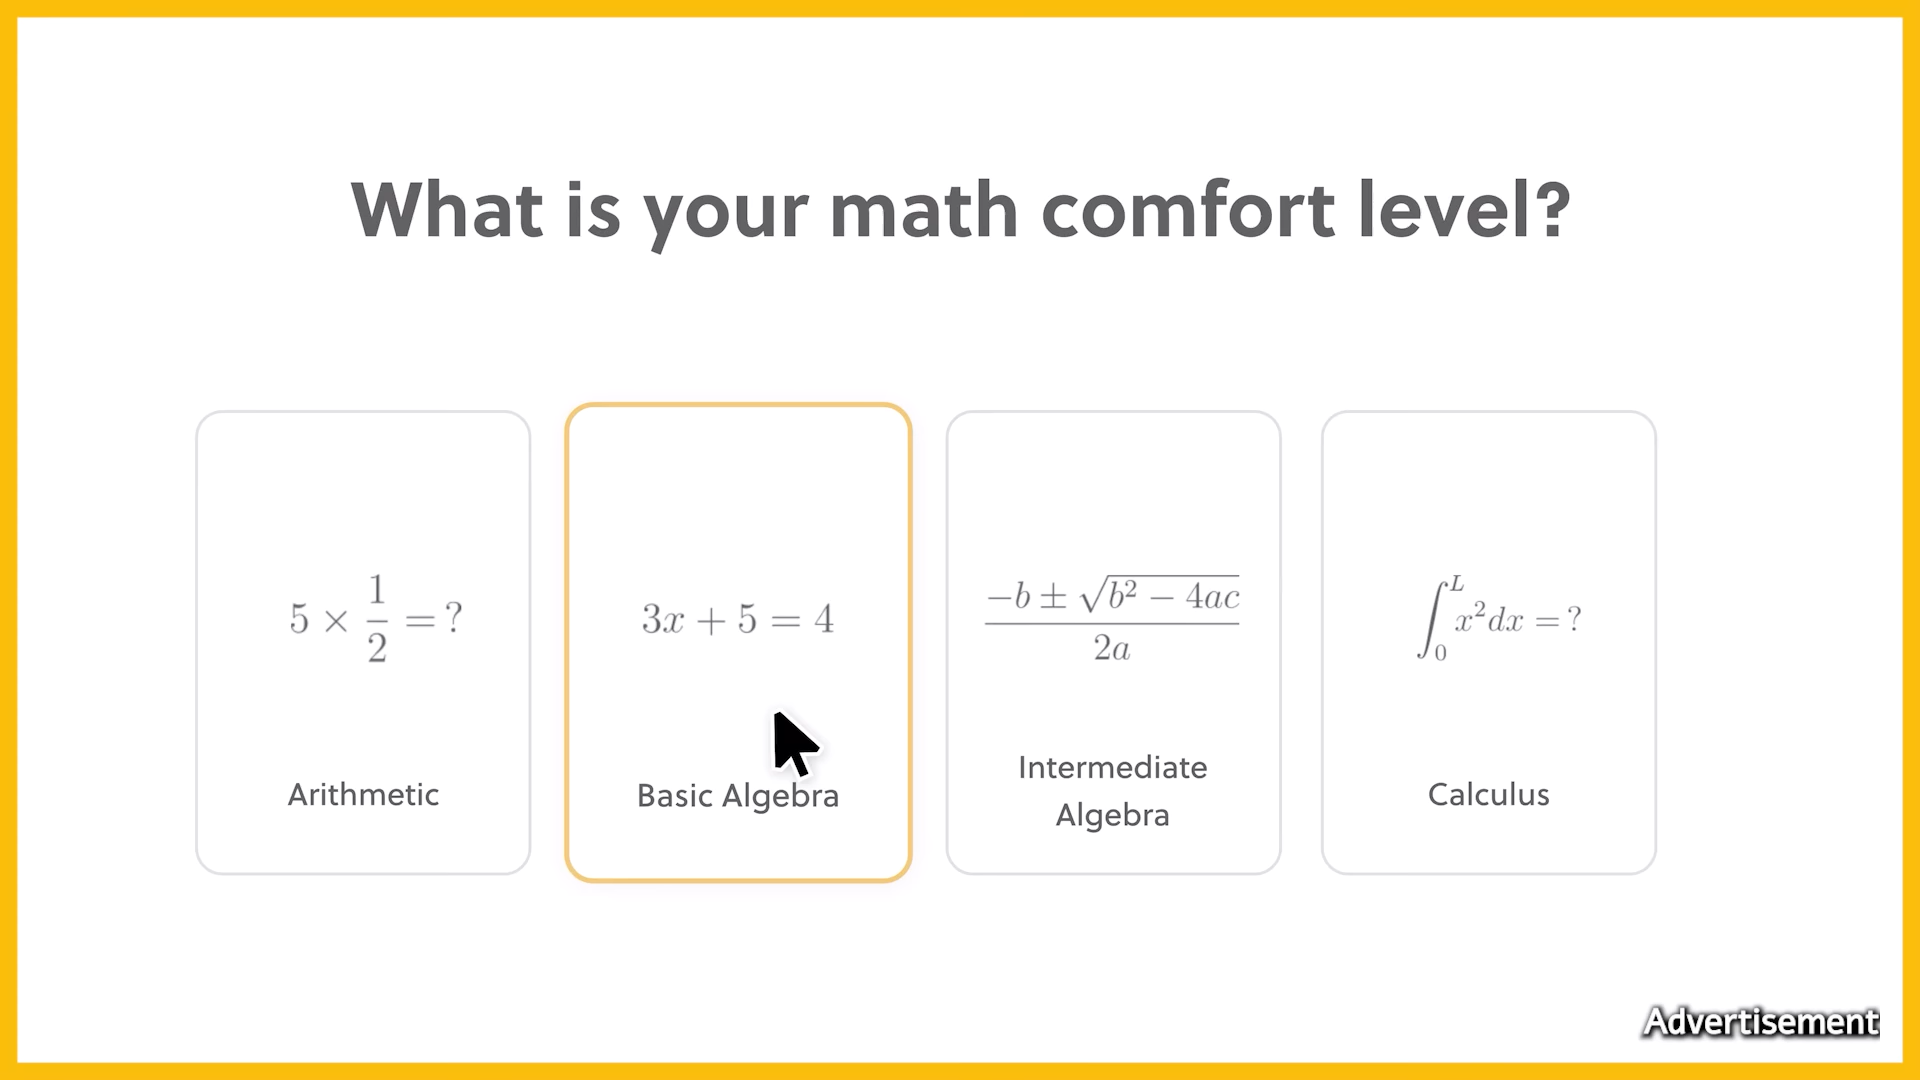 What is your math comfort level?
5 × 1/2 = ?
Arithmetic
3x + 5 = 4
Basic Algebra
−b ± √(b² − 4ac)
2a
Intermediate
Algebra
∫₀ᴸ x²dx = ?
Calculus
Advertisement